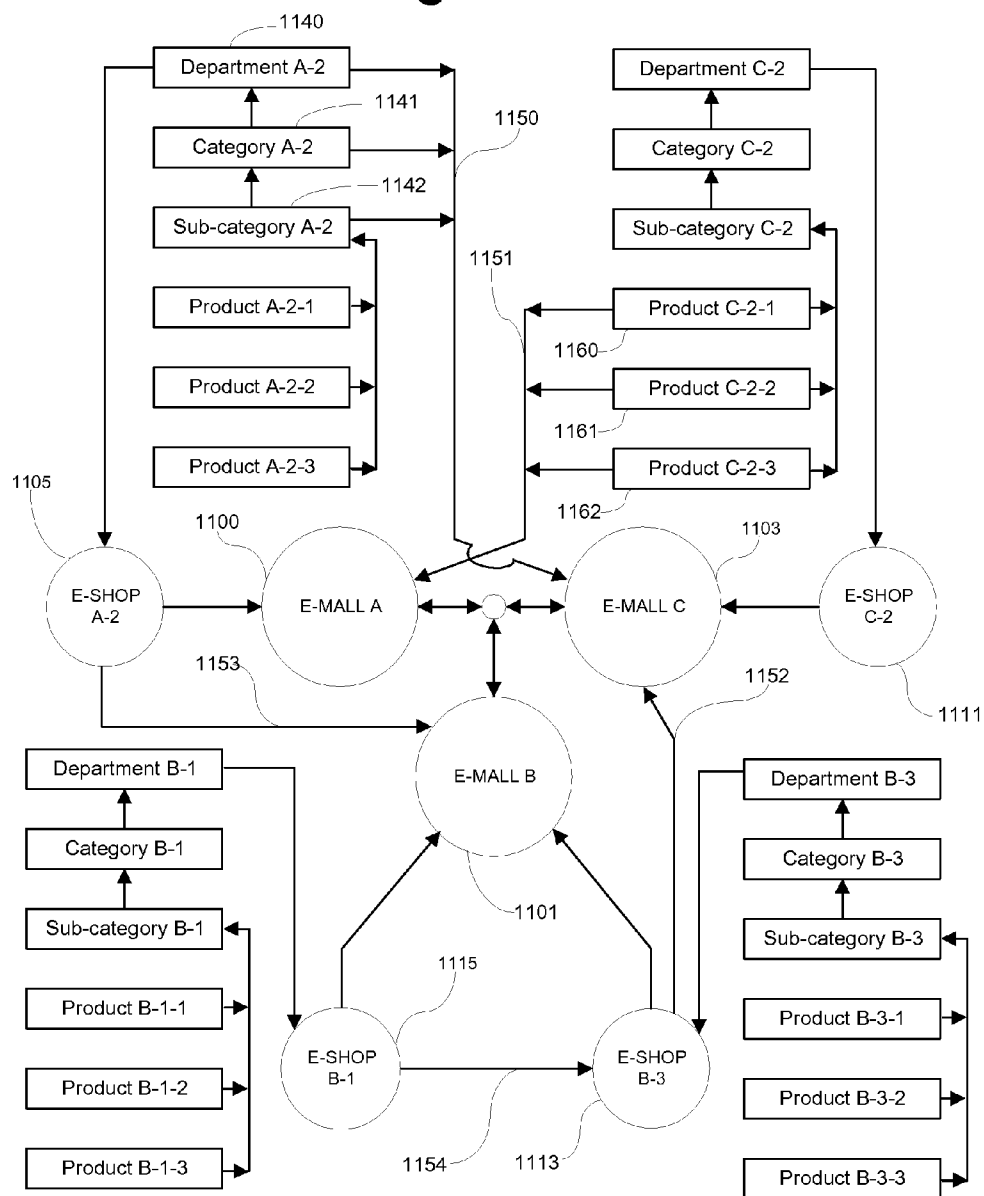 1140
Department A-2
1141
Category A-2
1142
Sub-category A-2
Product A-2-1
Product A-2-2
Product A-2-3
1150
1151
Department C-2
Category C-2
Sub-category C-2
Product C-2-1
1160
Product C-2-2
1161
Product C-2-3
1162
1105
E-SHOP
A-2
1100
E-MALL A
E-MALL C
1103
E-SHOP
C-2
1111
1153
1152
E-MALL B
1101
Department B-1
Category B-1
Sub-category B-1
Product B-1-1
Product B-1-2
Product B-1-3
1115
E-SHOP
B-1
E-SHOP
B-3
1154
1113
Department B-3
Category B-3
Sub-category B-3
Product B-3-1
Product B-3-2
Product B-3-3